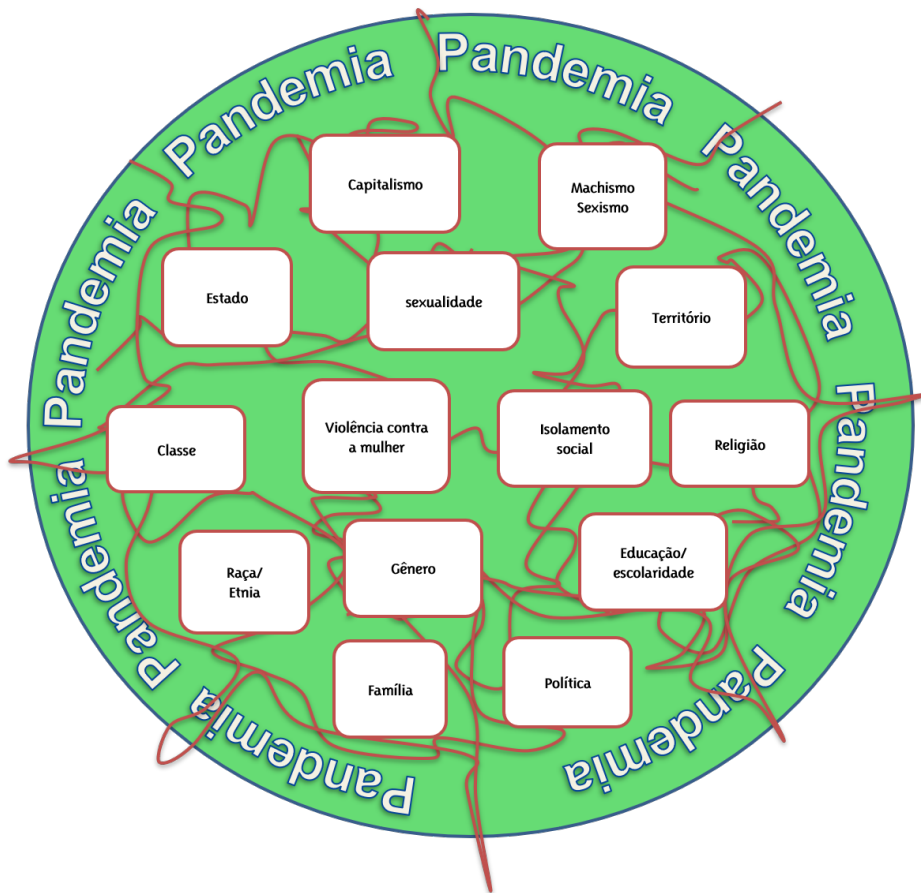 Pandemia
Pandemia
Pandemia
Pandemia
Pandemia
Pandemia
Pandemia
Pandemia
Pandemia
Capitalismo
Machismo
Sexismo
Estado
sexualidade
Território
Classe
Violência contra
a mulher
Isolamento
social
Religião
Raça/
Etnia
Gênero
Educação/
escolaridade
Família
Política